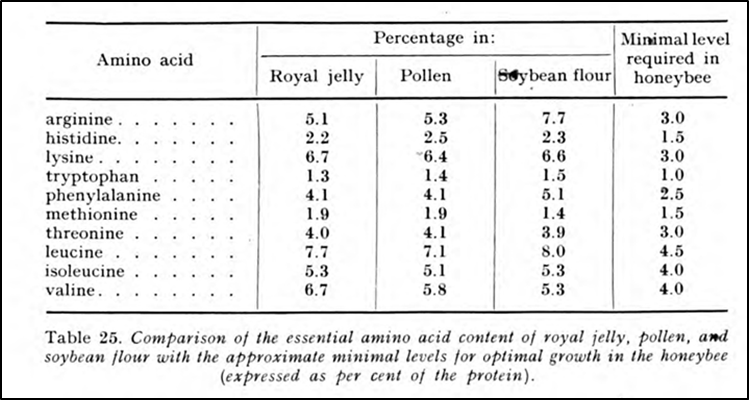 Amino acid Percentage in: Minimal level required in honeybee
Royal jelly Pollen Soybean flour
arginine . . . . . . . 5.1 5.3 7.7 3.0
histidine. . . . . . . 2.2 2.5 2.3 1.5
lysine . . . . . . . . 6.7 6.4 6.6 3.0
tryptophan . . . . . 1.3 1.4 1.5 1.0
phenylalanine . . . . 4.1 4.1 5.1 2.5
methionine . . . . . 1.9 1.9 1.4 1.5
threonine . . . . . . 4.0 4.1 3.9 3.0
leucine . . . . . . . 7.7 7.1 8.0 4.5
isoleucine . . . . . . 5.3 5.1 5.3 4.0
valine. . . . . . . . 6.7 5.8 5.3 4.0
Table 25. Comparison of the essential amino acid content of royal jelly, pollen, and
soybean flour with the approximate minimal levels for optimal growth in the honeybee
(expressed as per cent of the protein).